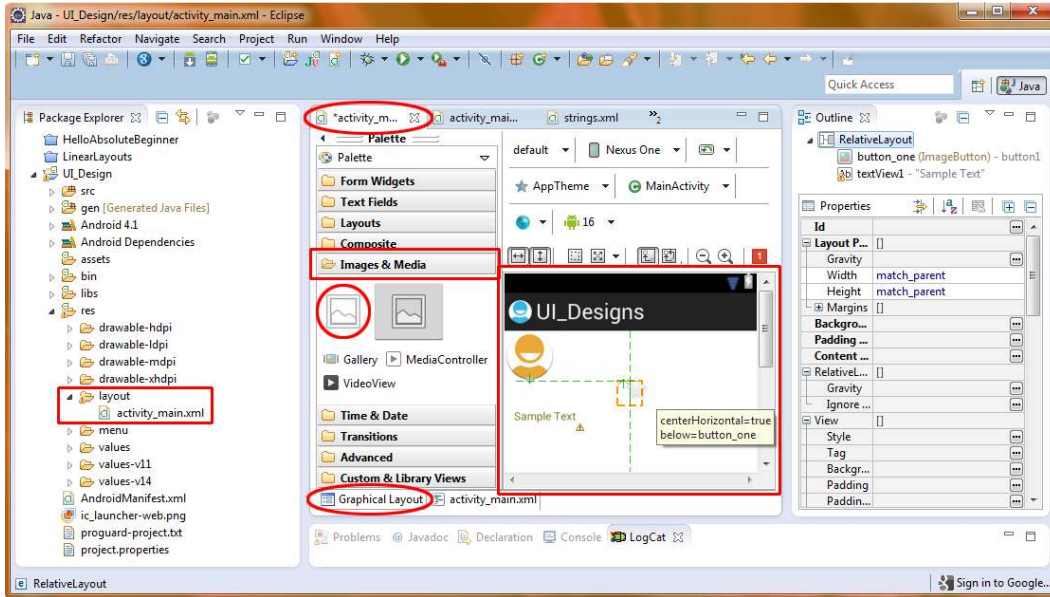 Java - UI_Design/res/layout/activity_main.xml - Eclipse
File Edit Refactor Navigate Search Project Run Window Help
Quick Access
Java
Package Explorer
HelloAbsoluteBeginner
LinearLayouts
UI_Design
src
gen [Generated Java Files]
Android 4.1
Android Dependencies
assets
bin
libs
res
drawable-hdpi
drawable-ldpi
drawable-mdpi
drawable-xhdpi
layout
activity_main.xml
menu
values
values-v11
values-v14
AndroidManifest.xml
ic_launcher-web.png
proguard-project.txt
project.properties
*activity_m...
activity_mai...
strings.xml
»2
Palette
Palette
Form Widgets
Text Fields
Layouts
Composite
Images & Media
Gallery MediaController
VideoView
Time & Date
Transitions
Advanced
Custom & Library Views
default Nexus One
AppTheme MainActivity
16
1
UI_Designs
Sample Text
centerHorizontal=true
below=button_one
Graphical Layout activity_main.xml
Problems @ Javadoc Declaration Console LogCat
Outline
RelativeLayout
button_one (ImageButton) - button1
textView1 - "Sample Text"
Properties
Id
Layout P... []
Gravity
Width match_parent
Height match_parent
Margins []
Backgro...
Padding ...
Content ...
RelativeL... []
Gravity
Ignore ...
View []
Style
Tag
Backgr...
Padding
Paddin...
RelativeLayout
Sign in to Google...